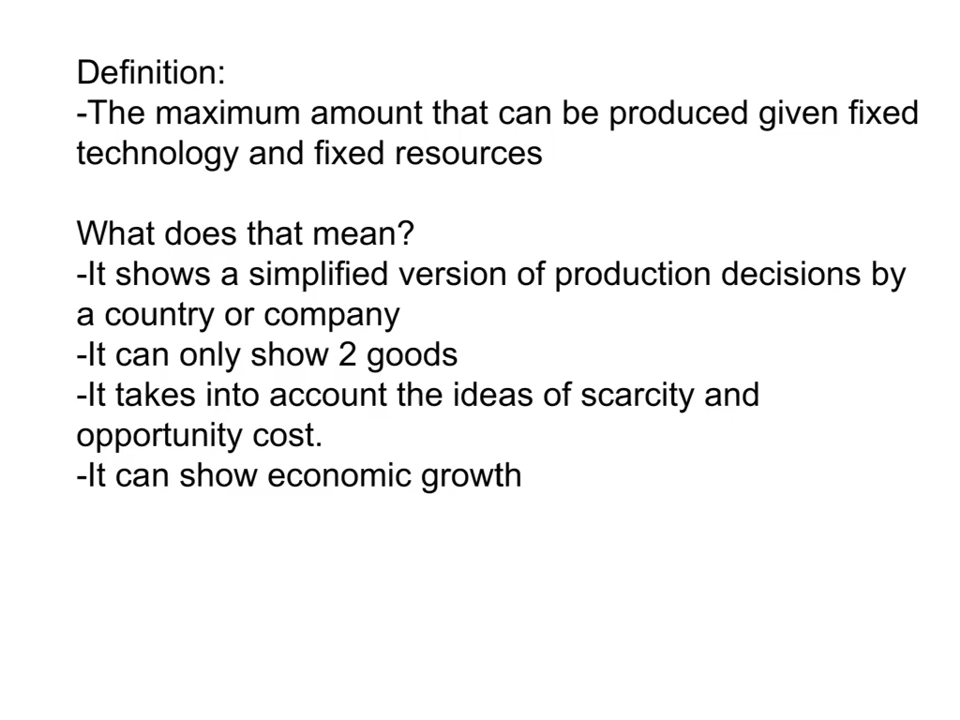 Definition:
-The maximum amount that can be produced given fixed
technology and fixed resources
What does that mean?
-It shows a simplified version of production decisions by
a country or company
-It can only show 2 goods
-It takes into account the ideas of scarcity and
opportunity cost.
-It can show economic growth